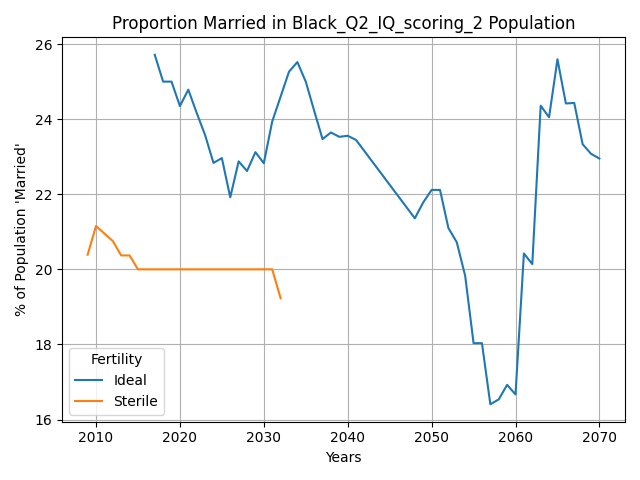 Proportion Married in Black_Q2_IQ_scoring_2 Population
% of Population 'Married'
26
24
22
20
18
16
Fertility
Ideal
Sterile
2010 2020 2030 2040 2050 2060 2070
Years